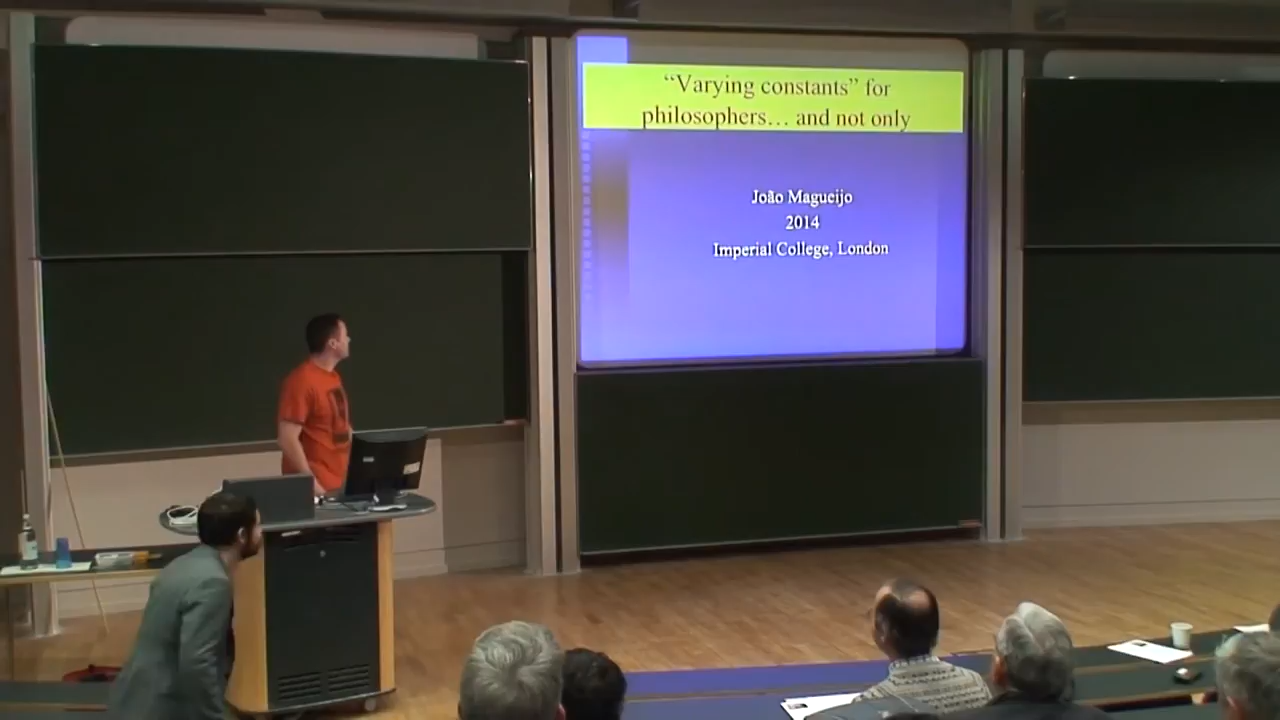 “Varying constants” for
philosophers… and not only
João Magueijo
2014
Imperial College, London